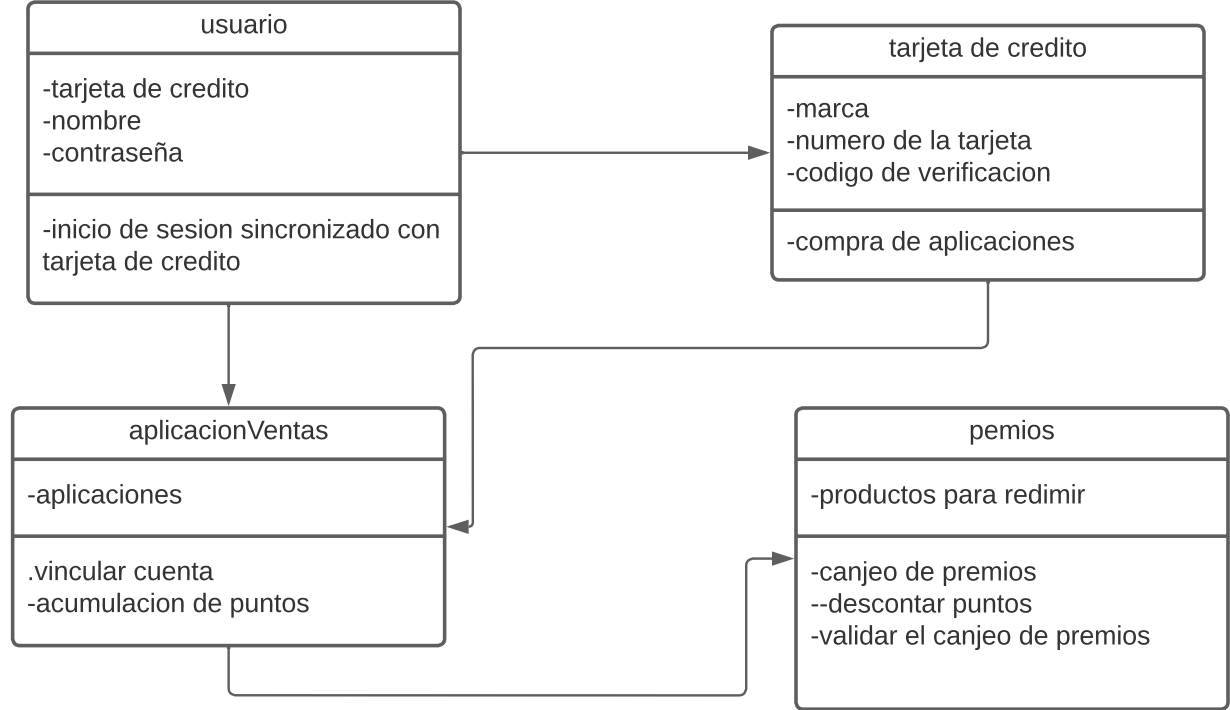 usuario
-tarjeta de credito
-nombre
-contraseña
-inicio de sesion sincronizado con
tarjeta de credito
tarjeta de credito
-marca
-numero de la tarjeta
-codigo de verificacion
-compra de aplicaciones
aplicacionVentas
-aplicaciones
.vincular cuenta
-acumulacion de puntos
pemios
-productos para redimir
-canjeo de premios
--descontar puntos
-validar el canjeo de premios